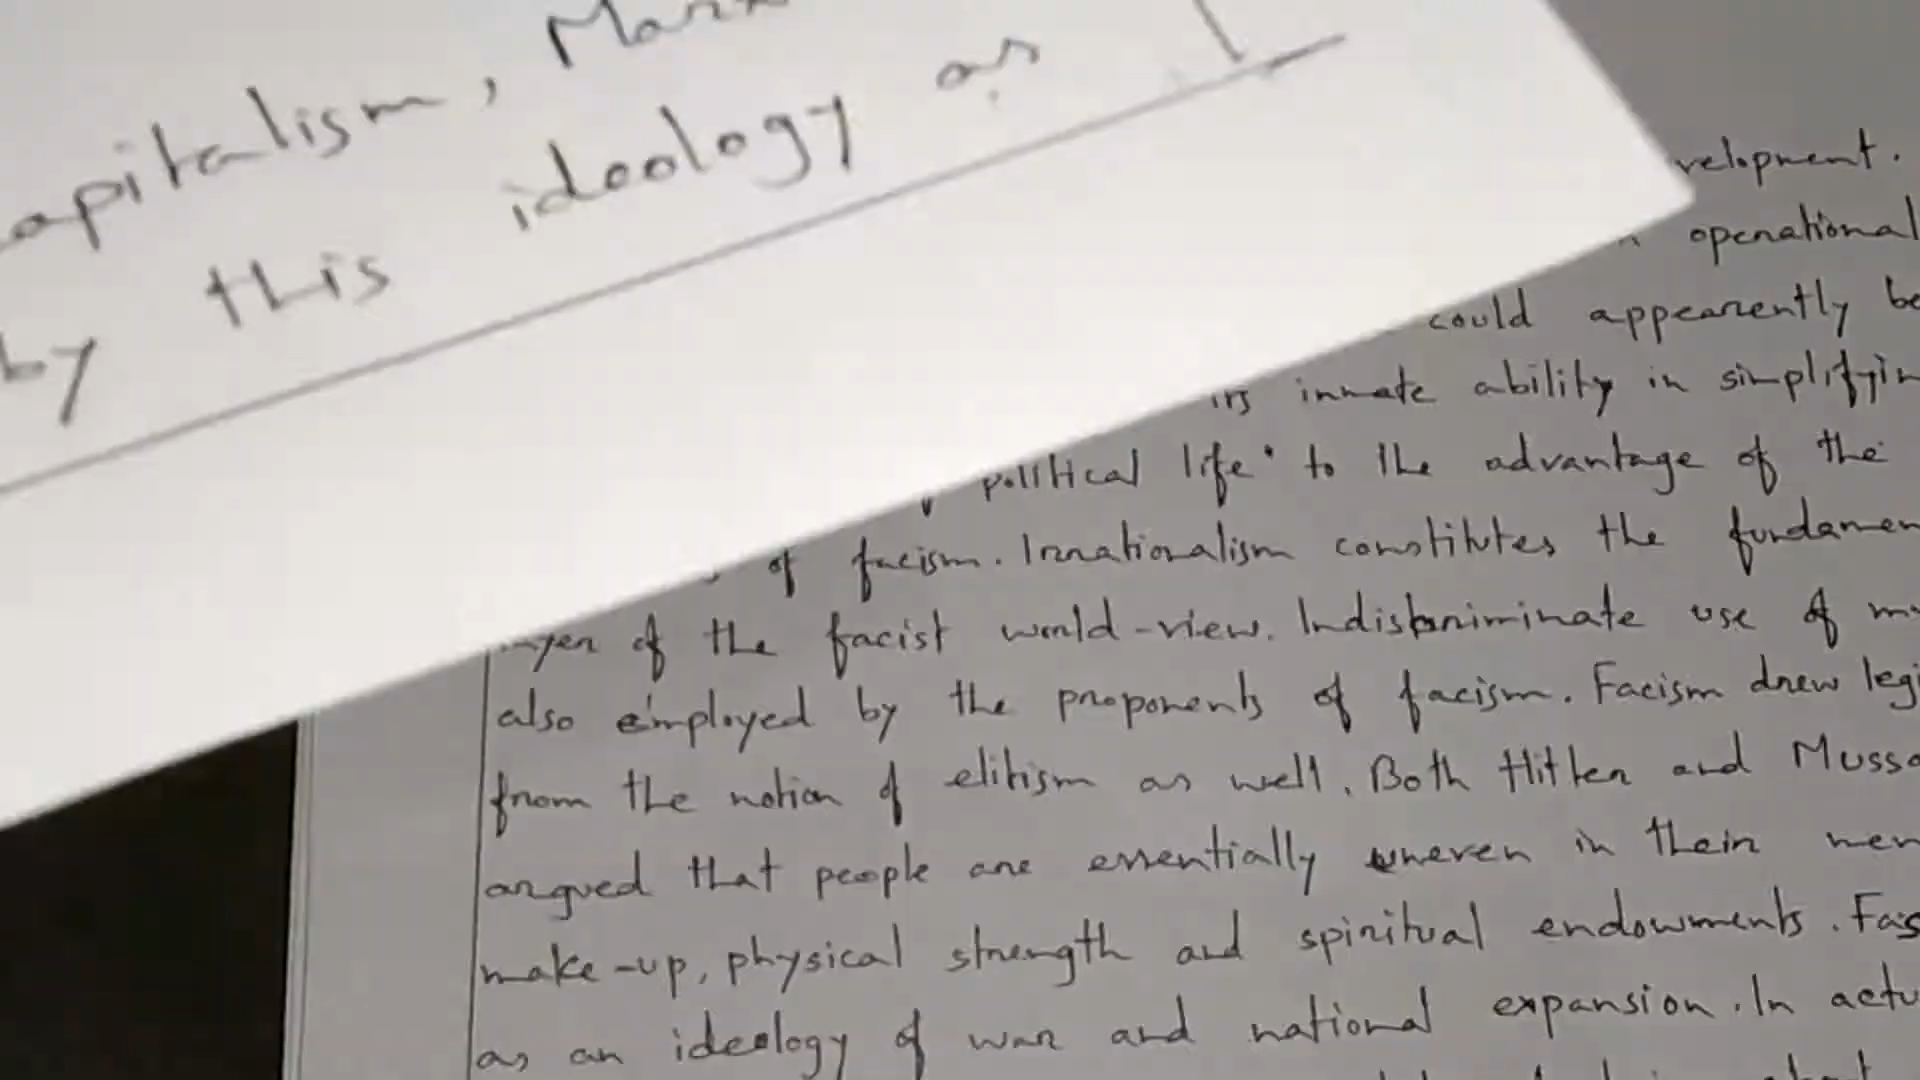 apitalism, Marx
by this ideology as
velopment.
operational
could appearently be
its innate ability in simplifyin
political life' to the advantage of the
of facism. Irrationalism constitutes the fundamen
of the facist world-view. Indiskriminate use of my
also employed by the proponents of facism. Facism drew legi
from the notion of elitism as well. Both Hitler and Musso
argued that people are essentially uneven in their men
make-up, physical strength and spiritual endowments. Fas
as an ideology of war and national expansion. In actu